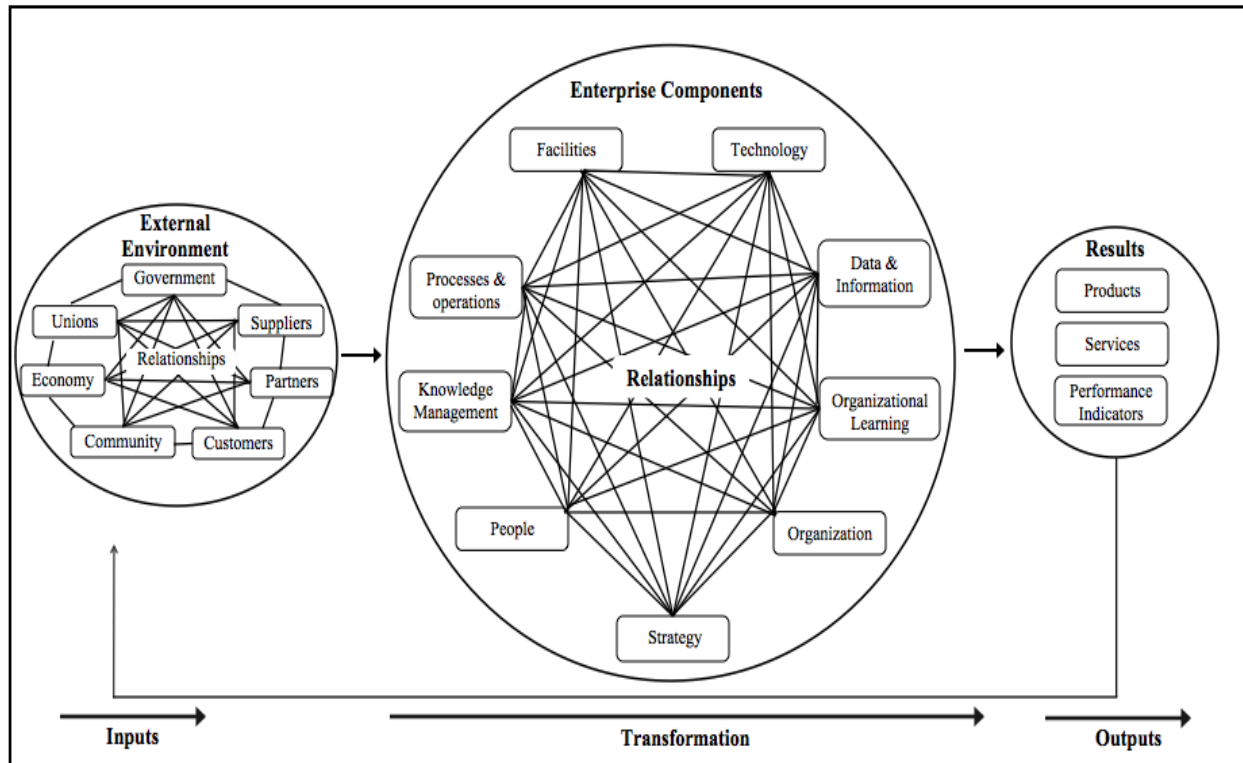 External
Environment
Government
Unions
Suppliers
Relationships
Economy
Partners
Community
Customers
Enterprise Components
Facilities
Technology
Processes &
operations
Data &
Information
Relationships
Knowledge
Management
Organizational
Learning
People
Organization
Strategy
Results
Products
Services
Performance
Indicators
Inputs
Transformation
Outputs